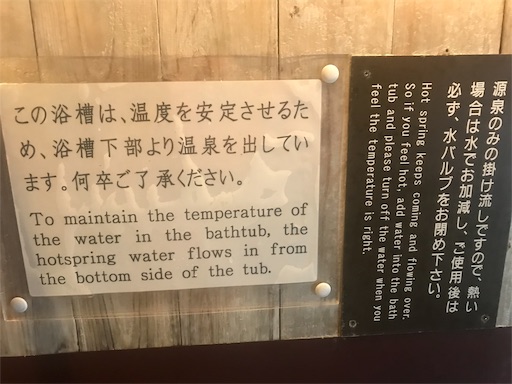 この浴槽は、温度を安定させるた
め、浴槽下部より温泉を出してい
ます。何卒ご了承ください。
To maintain the temperature of
the water in the bathtub, the
hotspring water flows in from
the bottom side of the tub.
源泉のみの掛け流しですので、熱い
場合は水でお加減し、ご使用後は
必ず、水バルブをお閉め下さい。
Hot spring keeps coming and flowing over.
So if you feel hot, add water into the bath
tub and please turn off the water when you
feel the temperature is right.